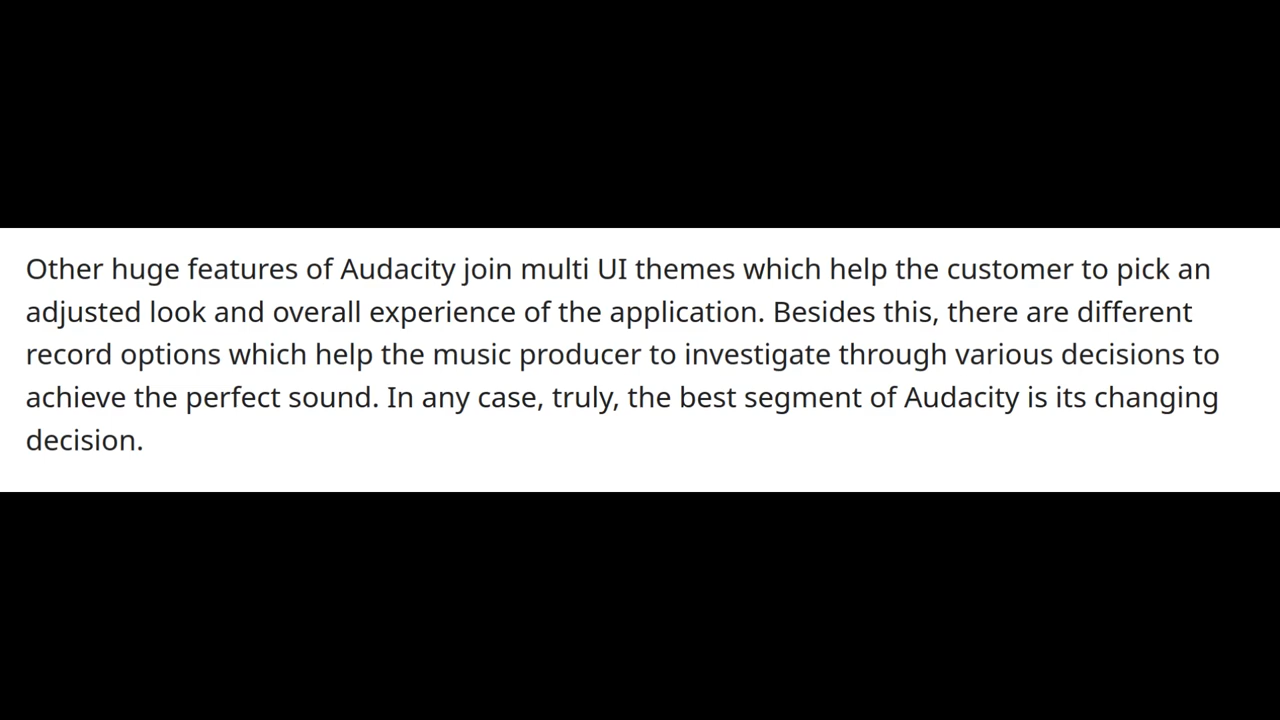 Other huge features of Audacity join multi UI themes which help the customer to pick an
adjusted look and overall experience of the application. Besides this, there are different
record options which help the music producer to investigate through various decisions to
achieve the perfect sound. In any case, truly, the best segment of Audacity is its changing
decision.